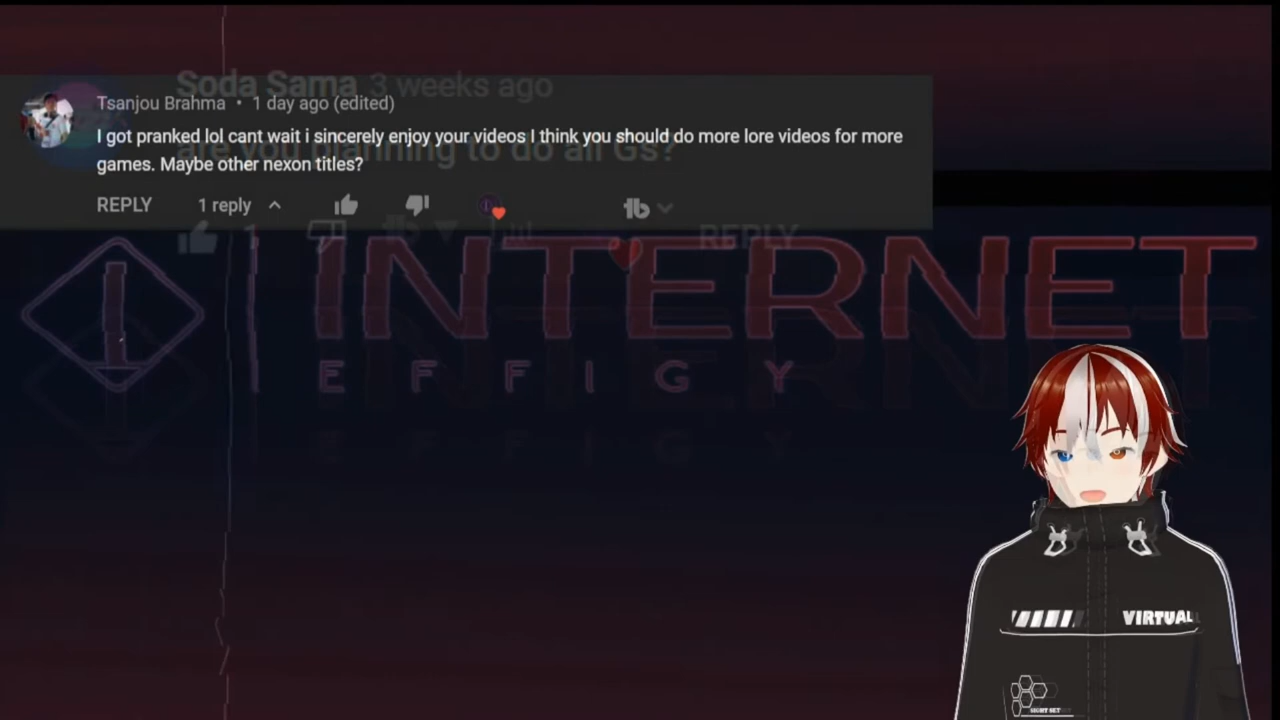 Soda Sama 3 weeks ago
are you planning to do all Gs?
Tsanjou Brahma • 1 day ago (edited)
I got pranked lol cant wait i sincerely enjoy your videos I think you should do more lore videos for more
games. Maybe other nexon titles?
REPLY 1 reply
1 REPLY
INTERNET
EFFIGY
VIRTUAL